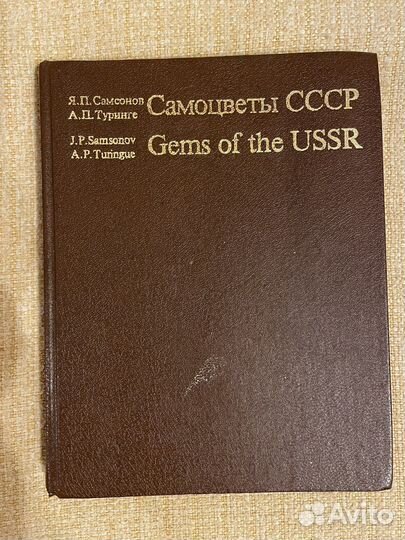 Я.П.Самсонов
А.П.Туринге
Самоцветы СССР
J.P.Samsonov
A.P.Turingue
Gems of the USSR
Avito